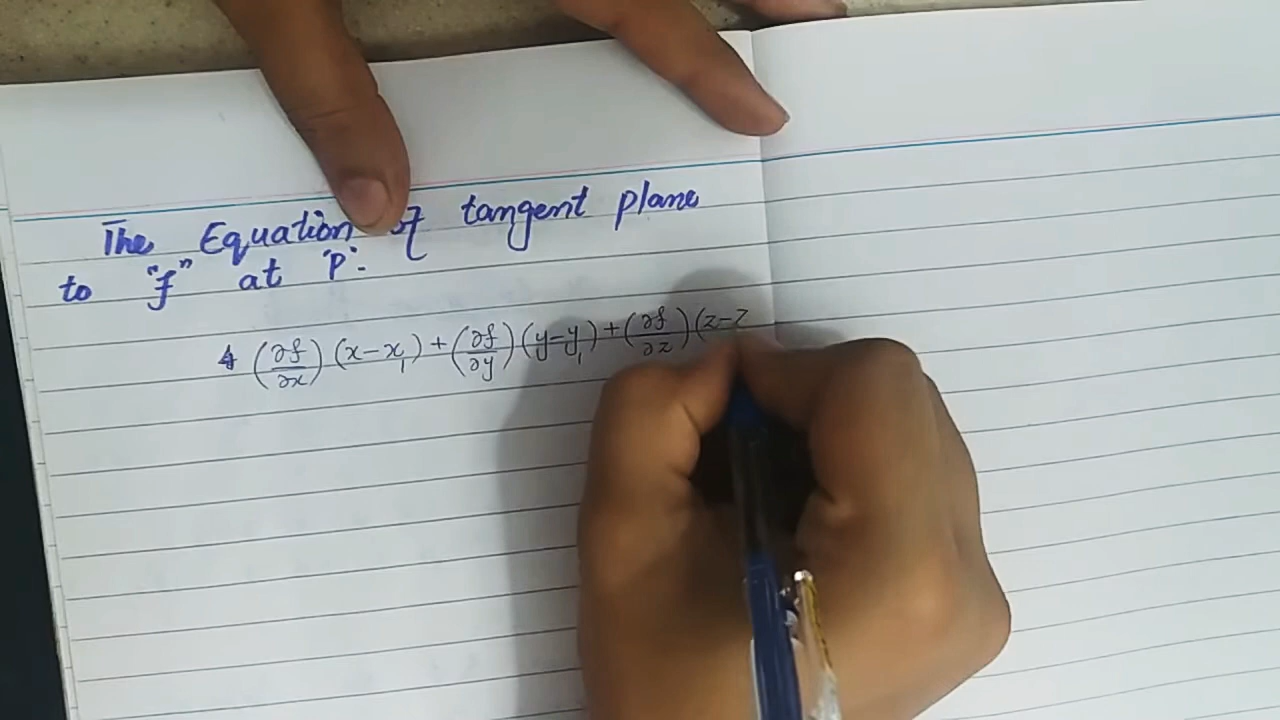 The Equation of tangent plane
to "f" at "P".
(∂f/∂x) (x-x₁) + (∂f/∂y) (y-y₁) + (∂f/∂z) (z-z